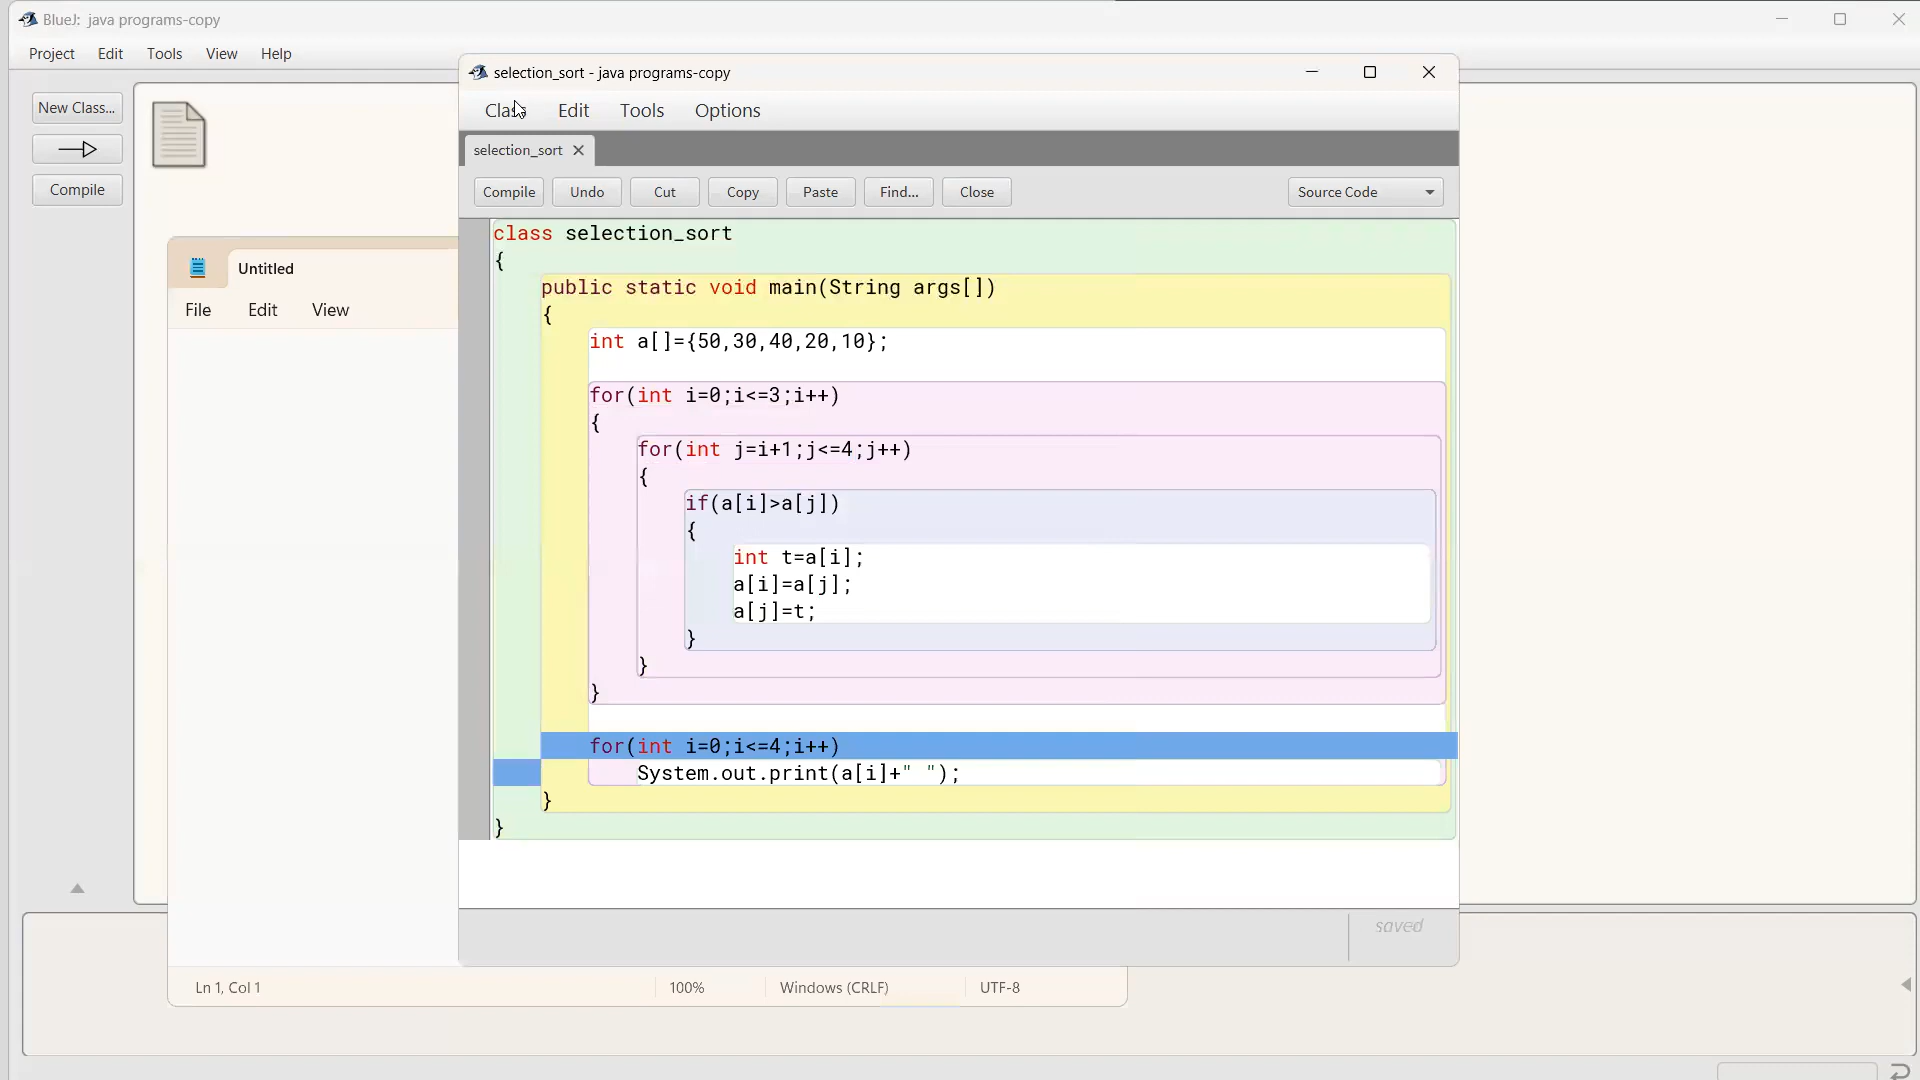 BlueJ: java programs-copy
Project Edit Tools View Help
New Class...
Compile
Untitled
File Edit View
Ln 1, Col 1 100% Windows (CRLF) UTF-8
selection_sort - java programs-copy
Class Edit Tools Options
selection_sort
Compile Undo Cut Copy Paste Find... Close Source Code
class selection_sort
{
public static void main(String args[])
{
int a[]={50,30,40,20,10};
for(int i=0;i<=3;i++)
{
for(int j=i+1;j<=4;j++)
{
if(a[i]>a[j])
{
int t=a[i];
a[i]=a[j];
a[j]=t;
}
}
}
for(int i=0;i<=4;i++)
System.out.print(a[i]+" ");
}
}
saved